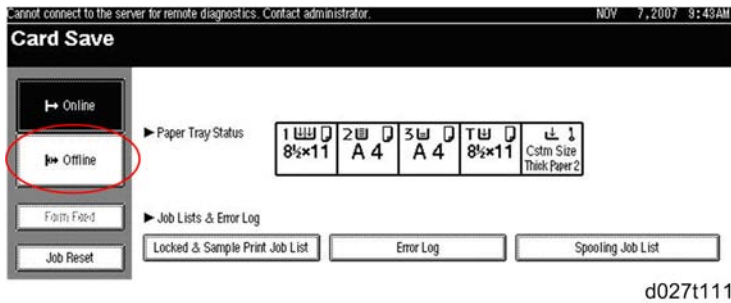 Cannot connect to the server for remote diagnostics. Contact administrator. NOV 7,2007 9:43AM
Card Save
Online
Offline
Form Feed
Job Reset
▶ Paper Tray Status
1 8½×11
2 A 4
3 A 4
T 8½×11
1 Cstm Size
Thick Paper 2
▶ Job Lists & Error Log
Locked & Sample Print Job List Error Log Spooling Job List
d027t111